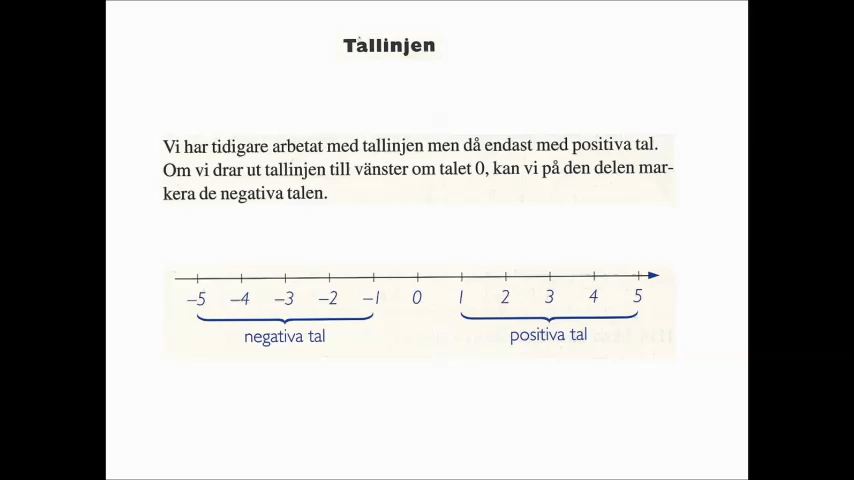 Tallinjen
Vi har tidigare arbetat med tallinjen men då endast med positiva tal.
Om vi drar ut tallinjen till vänster om talet 0, kan vi på den delen mar-
kera de negativa talen.
–5 –4 –3 –2 –1 0 1 2 3 4 5
negativa tal positiva tal